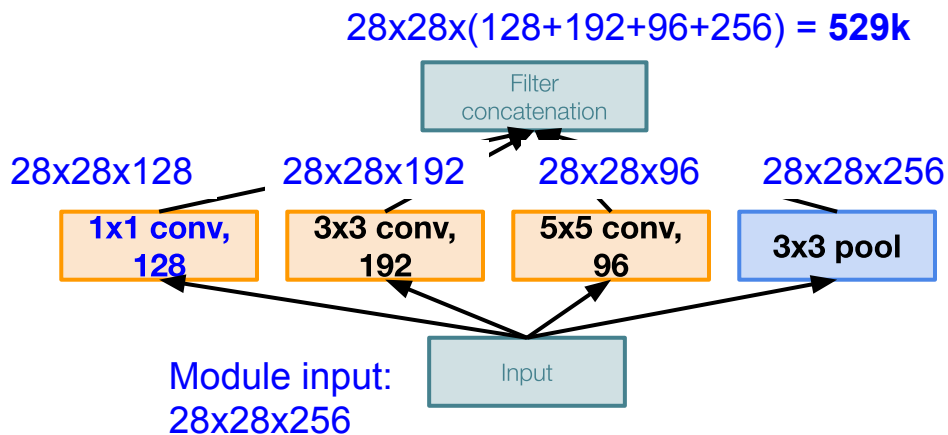 28x28x(128+192+96+256) = 529k
Filter
concatenation
28x28x128
28x28x192
28x28x96
28x28x256
1x1 conv,
128
3x3 conv,
192
5x5 conv,
96
3x3 pool
Input
Module input:
28x28x256